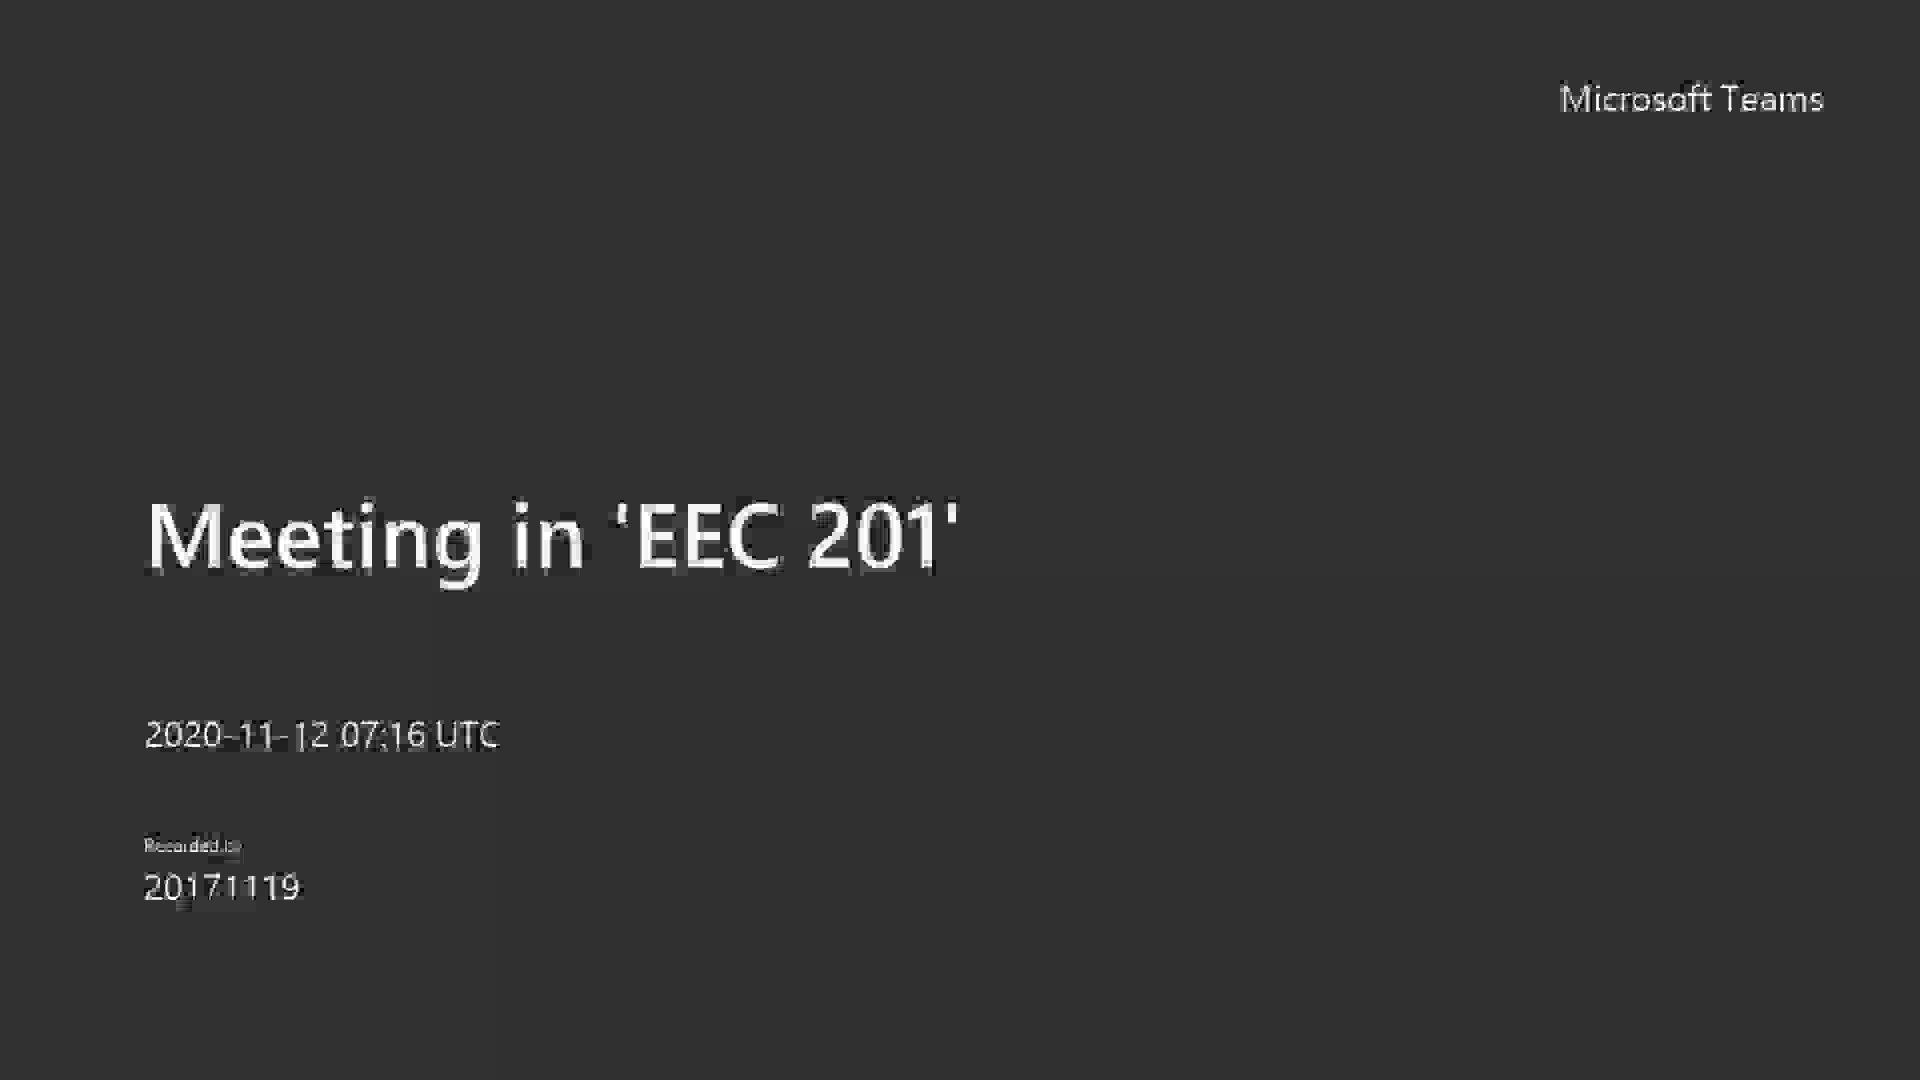 Microsoft Teams
Meeting in 'EEC 201'
2020-11-12 07:16 UTC
Recorded by
20171119